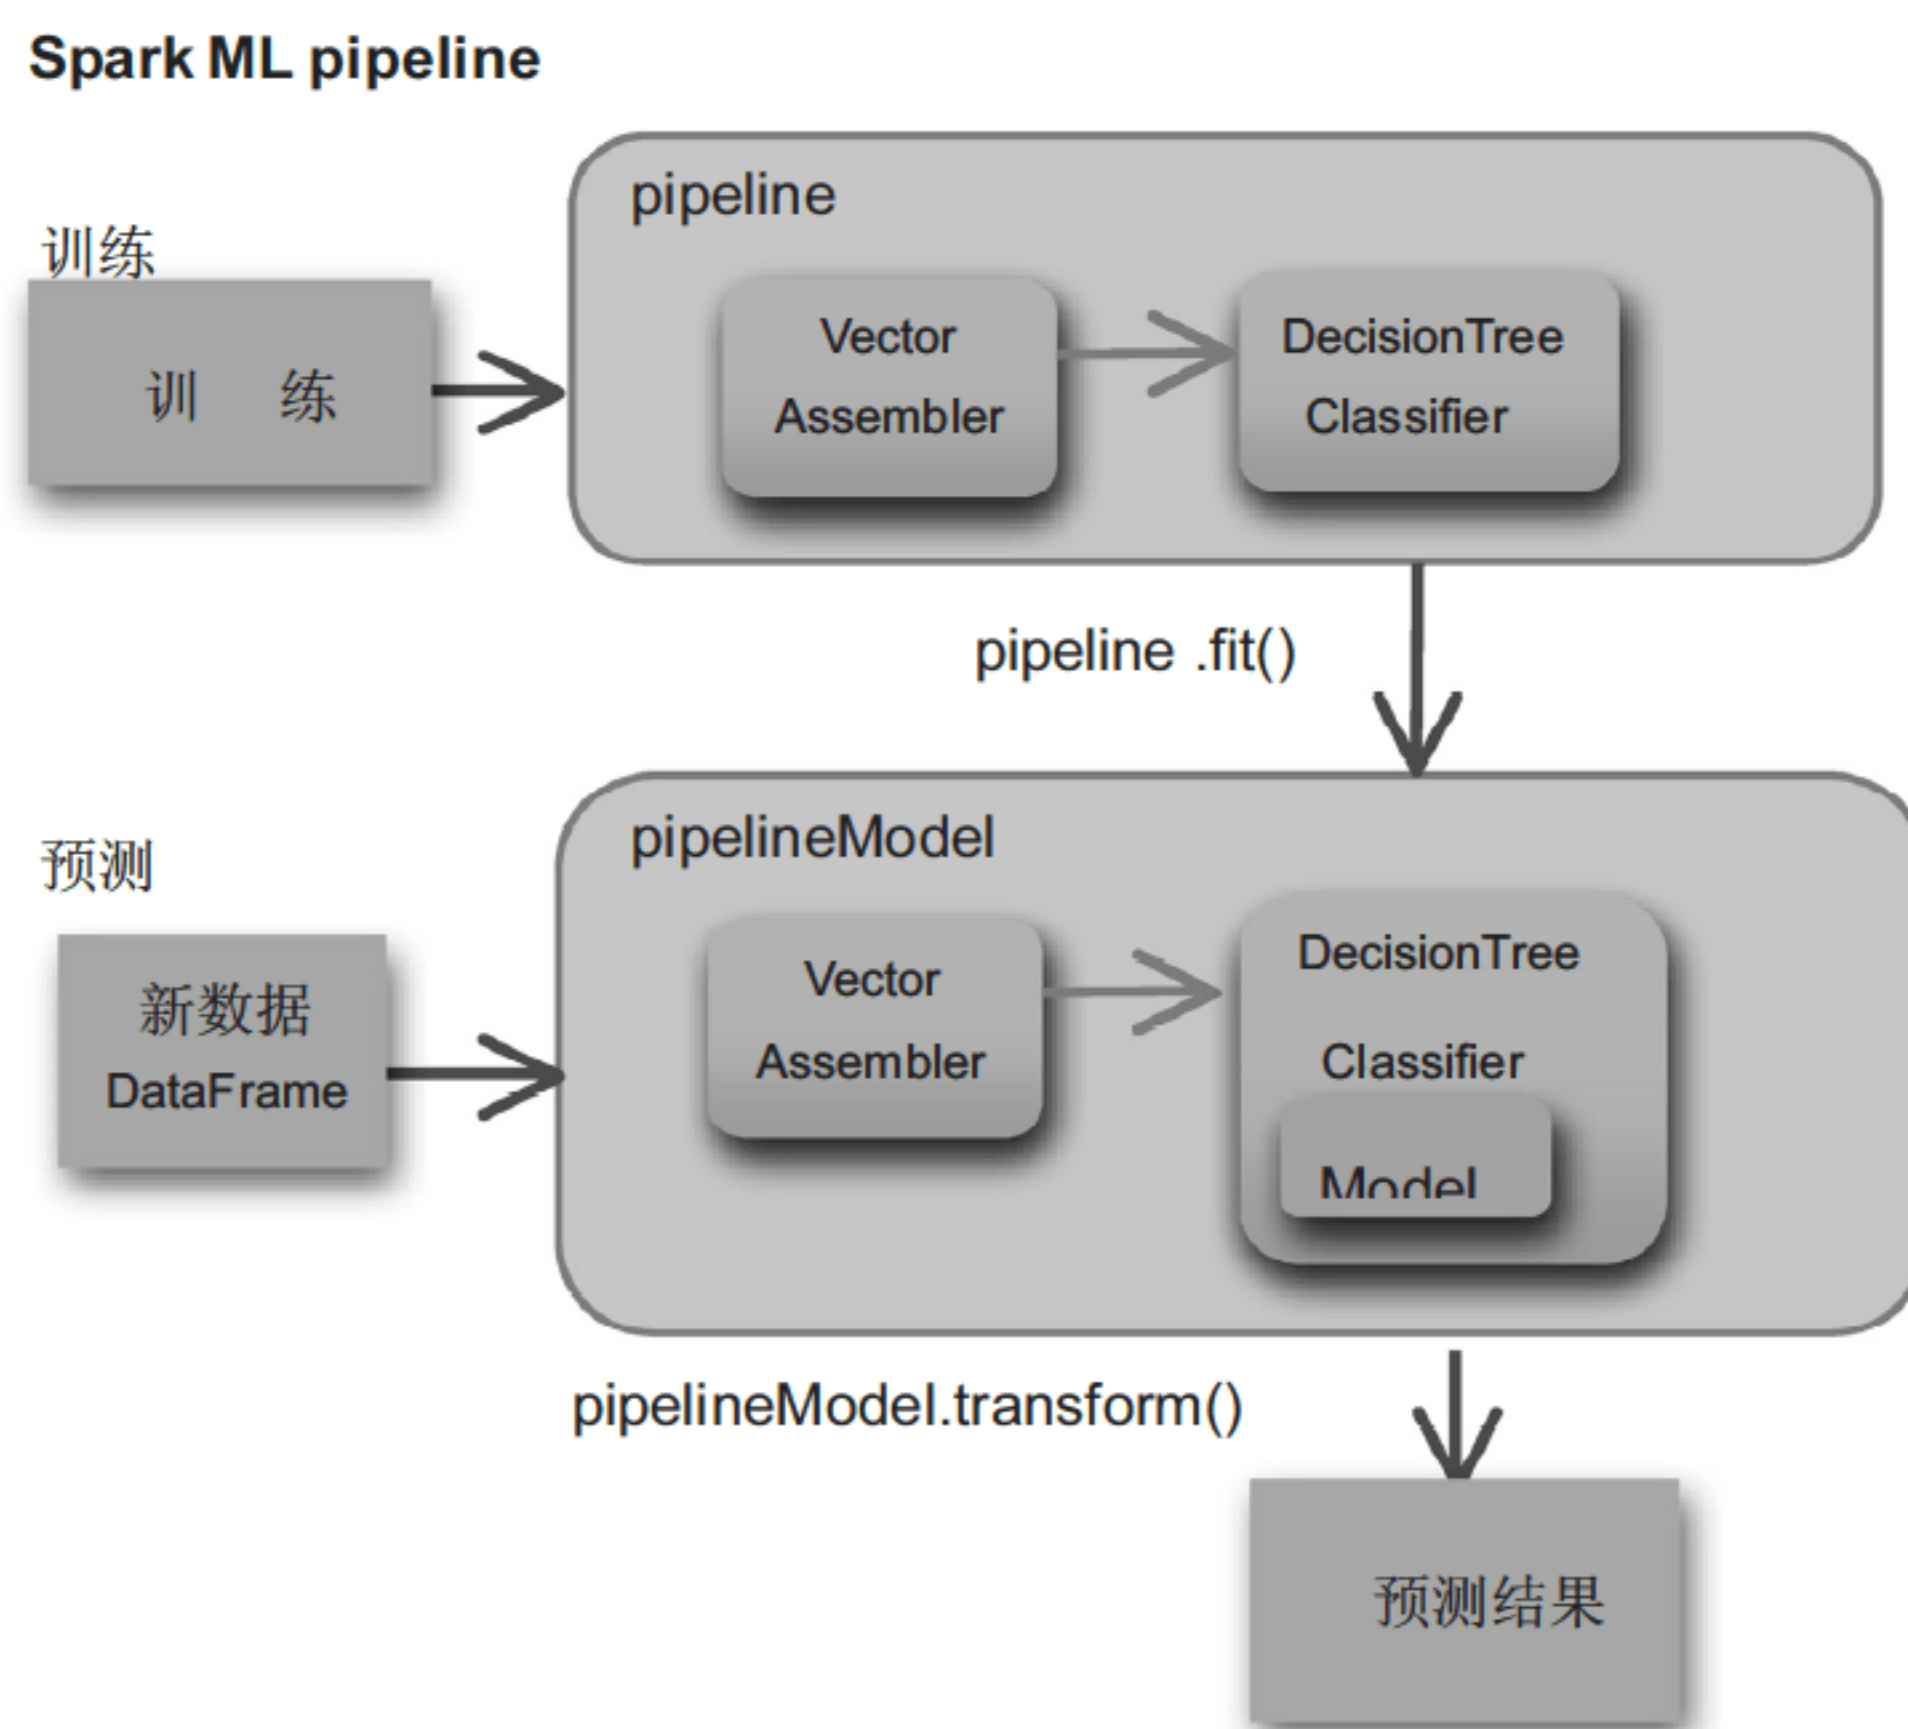 Spark ML pipeline
训练
训 练
pipeline
Vector
Assembler
DecisionTree
Classifier
pipeline .fit()
预测
新数据
DataFrame
pipelineModel
Vector
Assembler
DecisionTree
Classifier
Model
pipelineModel.transform()
预测结果